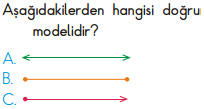 Aşağıdakilerden hangisi doğru
modelidir?
A.
B.
C.